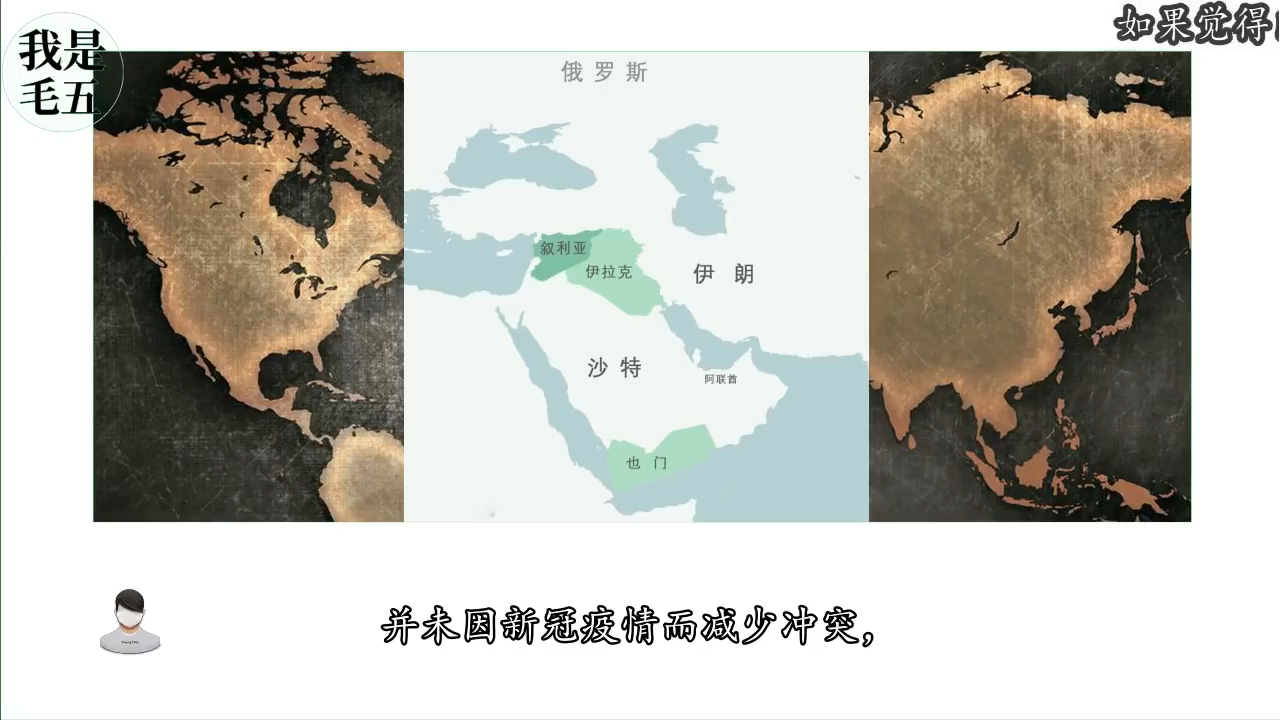 我是
毛五
如果觉得
俄罗斯
叙利亚
伊拉克
伊朗
沙特
阿联酋
也门
并未因新冠疫情而减少冲突，